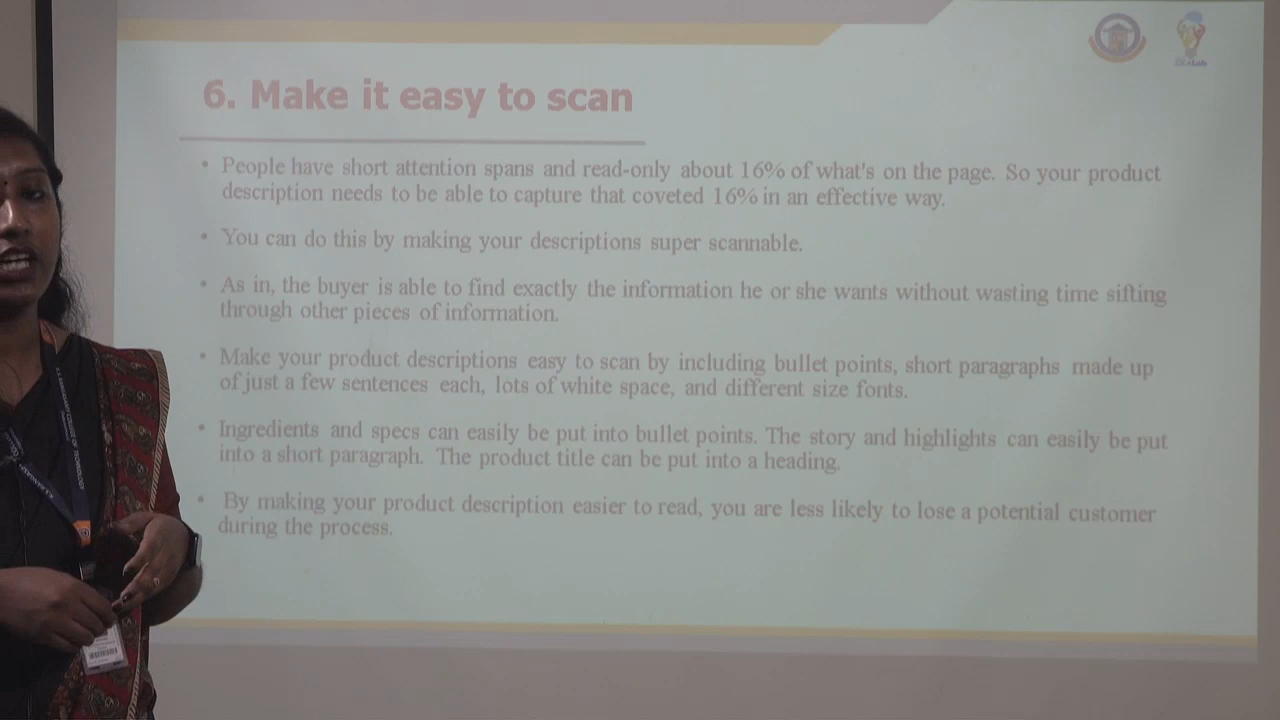 6. Make it easy to scan
• People have short attention spans and read-only about 16% of what's on the page. So your product
description needs to be able to capture that coveted 16% in an effective way.
• You can do this by making your descriptions super scannable.
• As in, the buyer is able to find exactly the information he or she wants without wasting time sifting
through other pieces of information.
• Make your product descriptions easy to scan by including bullet points, short paragraphs made up
of just a few sentences each, lots of white space, and different size fonts.
• Ingredients and specs can easily be put into bullet points. The story and highlights can easily be put
into a short paragraph. The product title can be put into a heading.
• By making your product description easier to read, you are less likely to lose a potential customer
during the process.